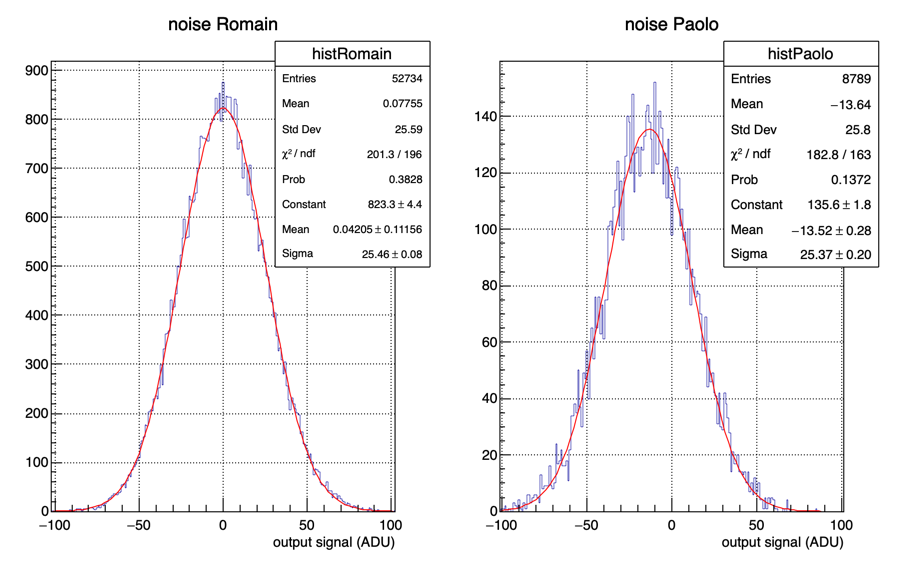 noise Romain
histRomain
Entries 52734
Mean 0.07755
Std Dev 25.59
χ² / ndf 201.3 / 196
Prob 0.3828
Constant 823.3 ± 4.4
Mean 0.04205 ± 0.11156
Sigma 25.46 ± 0.08
900
800
700
600
500
400
300
200
100
0
−100 −50 0 50 100
output signal (ADU)
noise Paolo
histPaolo
Entries 8789
Mean −13.64
Std Dev 25.8
χ² / ndf 182.8 / 163
Prob 0.1372
Constant 135.6 ± 1.8
Mean −13.52 ± 0.28
Sigma 25.37 ± 0.20
140
120
100
80
60
40
20
0
−100 −50 0 50 100
output signal (ADU)